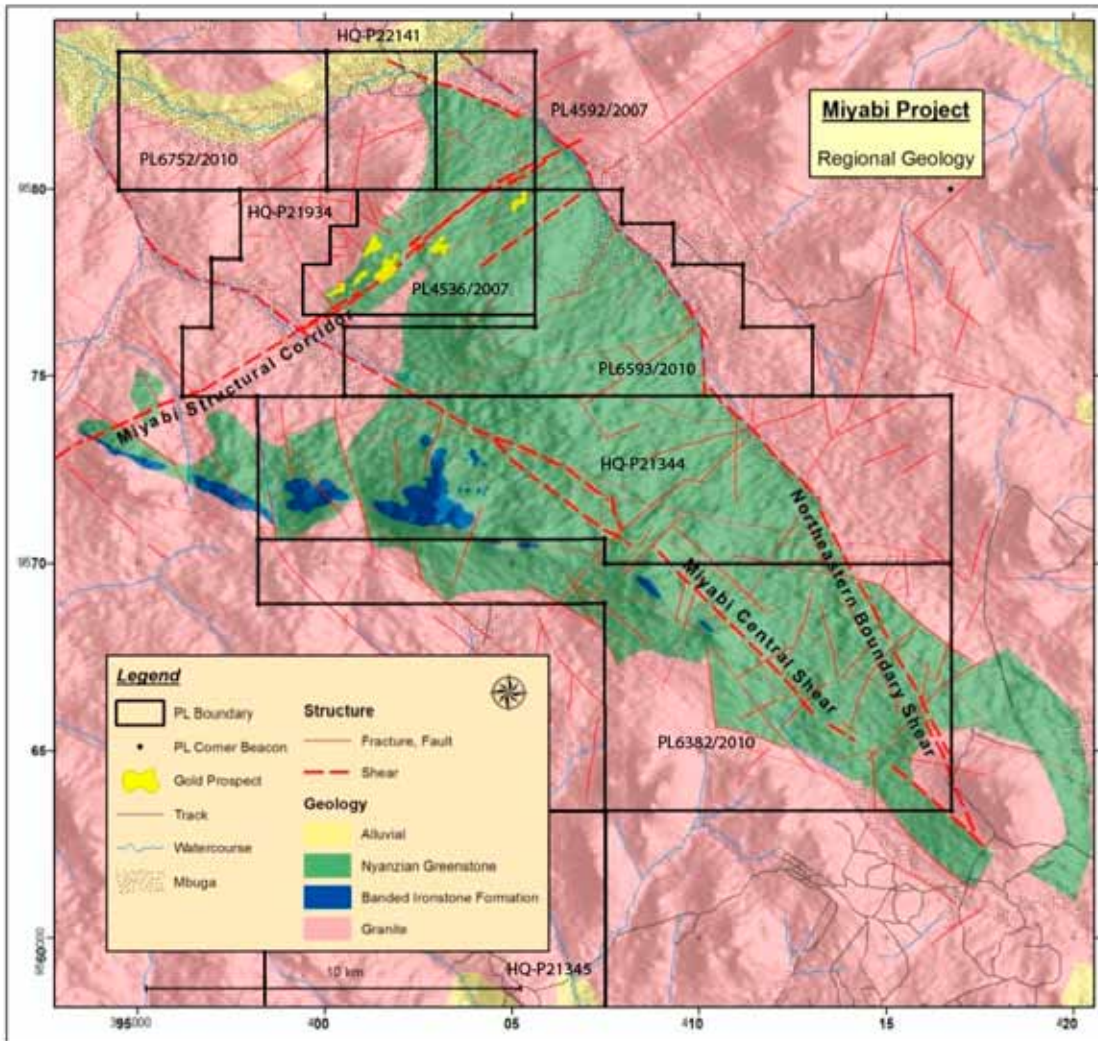 HQ-P22141
PL4592/2007
Miyabi Project
Regional Geology
PL6752/2010
9580
HQ-P21934
PL4536/2007
Miyabi Structural Corridor
75
PL6593/2010
HQ-P21344
Northeastern Boundary Shear
9570
Miyabi Central Shear
PL6382/2010
65
Legend
PL Boundary
PL Corner Beacon
Gold Prospect
Track
Watercourse
Mbuga
Structure
Fracture, Fault
Shear
Geology
Alluvial
Nyanzian Greenstone
Banded Ironstone Formation
Granite
9560000
10 km
HQ-P21345
395000
400
05
410
15
420